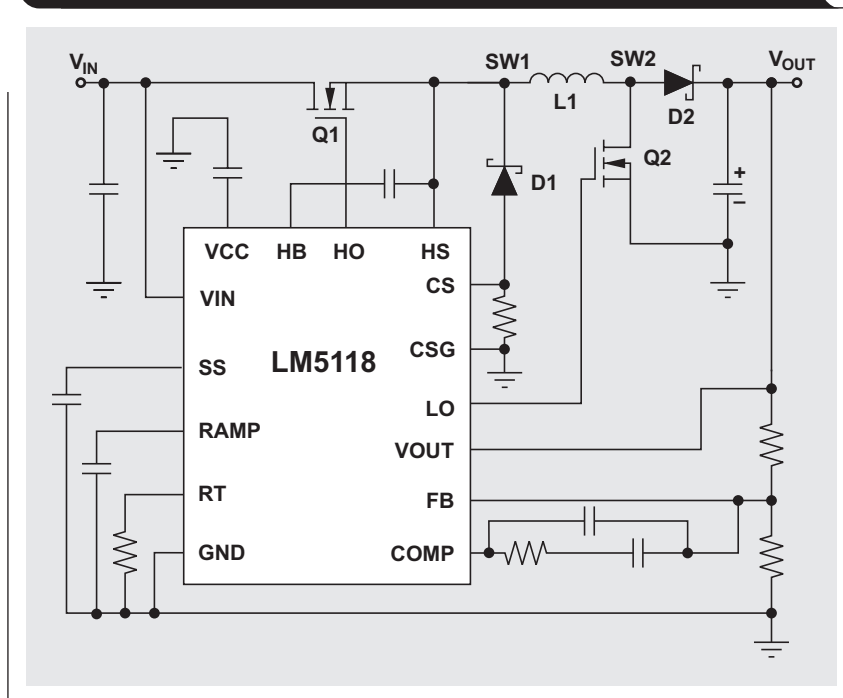 VIN
VOUT
SW1
SW2
L1
D2
Q1
Q2
D1
+
–
VCC
HB
HO
HS
VIN
CS
SS
LM5118
CSG
RAMP
LO
VOUT
RT
FB
GND
COMP